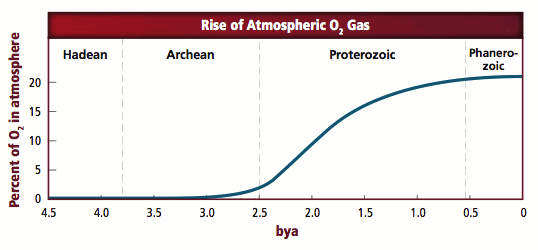 Rise of Atmospheric O₂ Gas
Hadean
Archean
Proterozoic
Phanero-
zoic
Percent of O₂ in atmosphere
20
15
10
5
0
4.5 4.0 3.5 3.0 2.5 2.0 1.5 1.0 0.5 0
bya